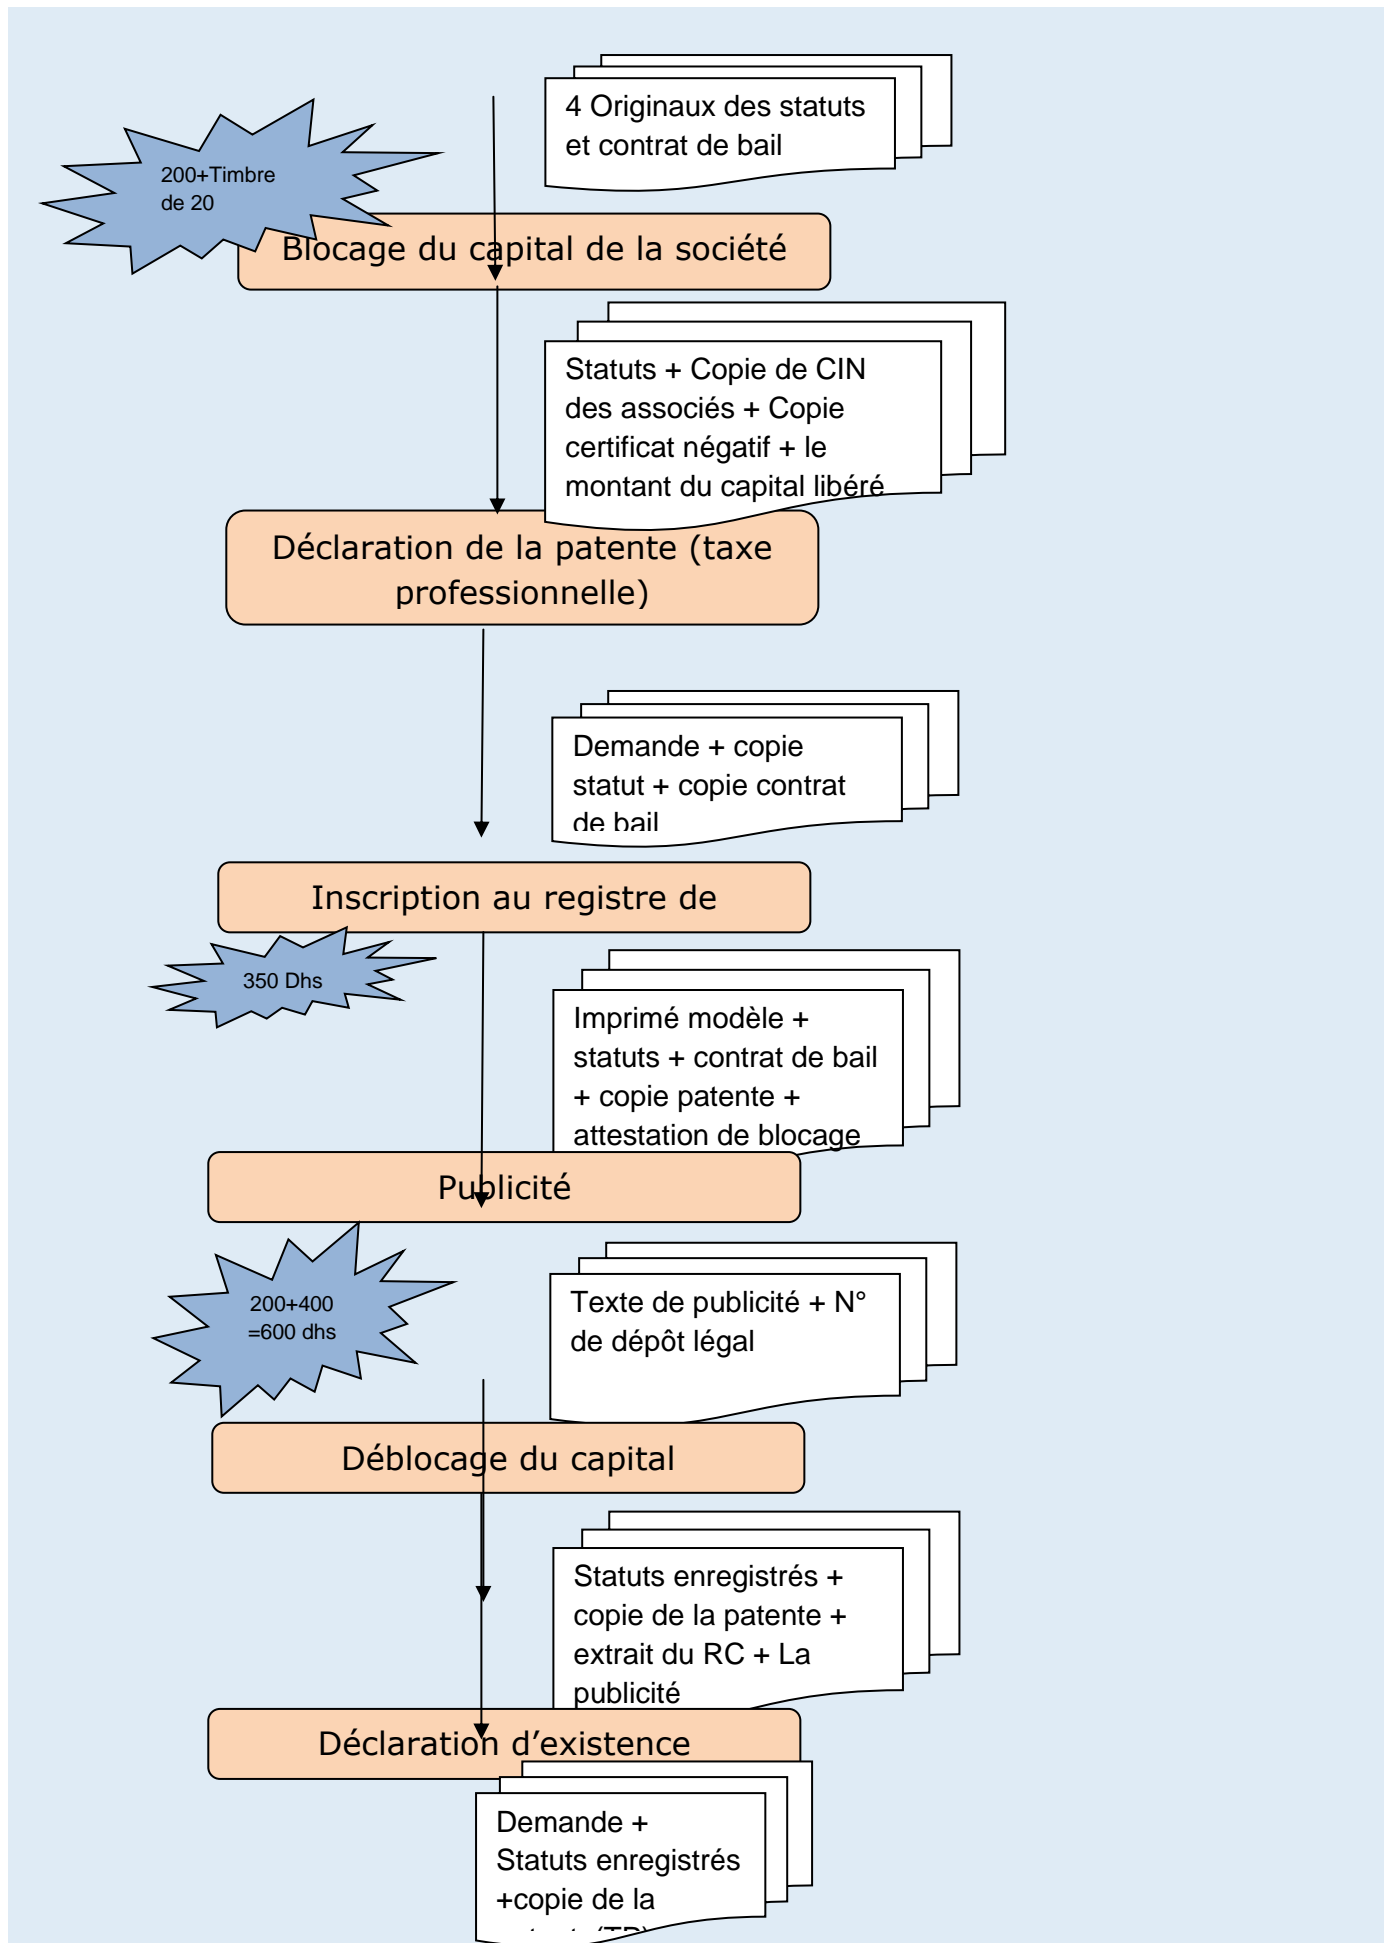 4 Originaux des statuts
et contrat de bail
200+Timbre
de 20
Blocage du capital de la société
Statuts + Copie de CIN
des associés + Copie
certificat négatif + le
montant du capital libéré
Déclaration de la patente (taxe
professionnelle)
Demande + copie
statut + copie contrat
de bail
Inscription au registre de
350 Dhs
Imprimé modèle +
statuts + contrat de bail
+ copie patente +
attestation de blocage
Publicité
200+400
=600 dhs
Texte de publicité + N°
de dépôt légal
Déblocage du capital
Statuts enregistrés +
copie de la patente +
extrait du RC + La
publicité
Déclaration d’existence
Demande +
Statuts enregistrés
+copie de la